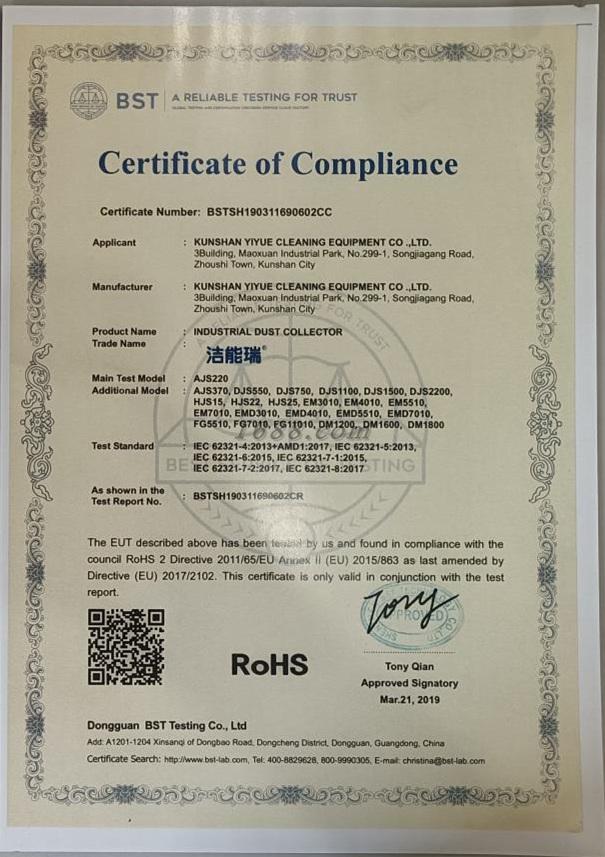 BST
A RELIABLE TESTING FOR TRUST
Certificate of Compliance
Certificate Number: BSTSH190311690602CC
Applicant : KUNSHAN YIYUE CLEANING EQUIPMENT CO .,LTD.
3Building, Maoxuan Industrial Park, No.299-1, Songjiagang Road,
Zhoushi Town, Kunshan City
Manufacturer : KUNSHAN YIYUE CLEANING EQUIPMENT CO .,LTD.
3Building, Maoxuan Industrial Park, No.299-1, Songjiagang Road,
Zhoushi Town, Kunshan City
Product Name : INDUSTRIAL DUST COLLECTOR
Trade Name :
洁能瑞®
Main Test Model : AJS220
Additional Model : AJS370, DJS550, DJS750, DJS1100, DJS1500, DJS2200,
HJS15, HJS22, HJS25, EM3010, EM4010, EM5510,
EM7010, EMD3010, EMD4010, EMD5510, EMD7010,
FG5510, FG7010, FG11010, DM1200, DM1600, DM1800
1688.com
Test Standard : IEC 62321-4:2013+AMD1:2017, IEC 62321-5:2013,
IEC 62321-6:2015, IEC 62321-7-1:2015,
IEC 62321-7-2:2017, IEC 62321-8:2017
As shown in the
Test Report No. : BSTSH190311690602CR
The EUT described above has been tested by us and found in compliance with the
council RoHS 2 Directive 2011/65/EU Annex II (EU) 2015/863 as last amended by
Directive (EU) 2017/2102. This certificate is only valid in conjunction with the test
report.
Tony
APPROVED
RoHS
Tony Qian
Approved Signatory
Mar.21, 2019
Dongguan BST Testing Co., Ltd
Add: A1201-1204 Xinsanqi of Dongbao Road, Dongcheng District, Dongguan, Guangdong, China
Certificate Search: http://www.bst-lab.com, Tel: 400-8829628, 800-9990305, E-mail: christina@bst-lab.com